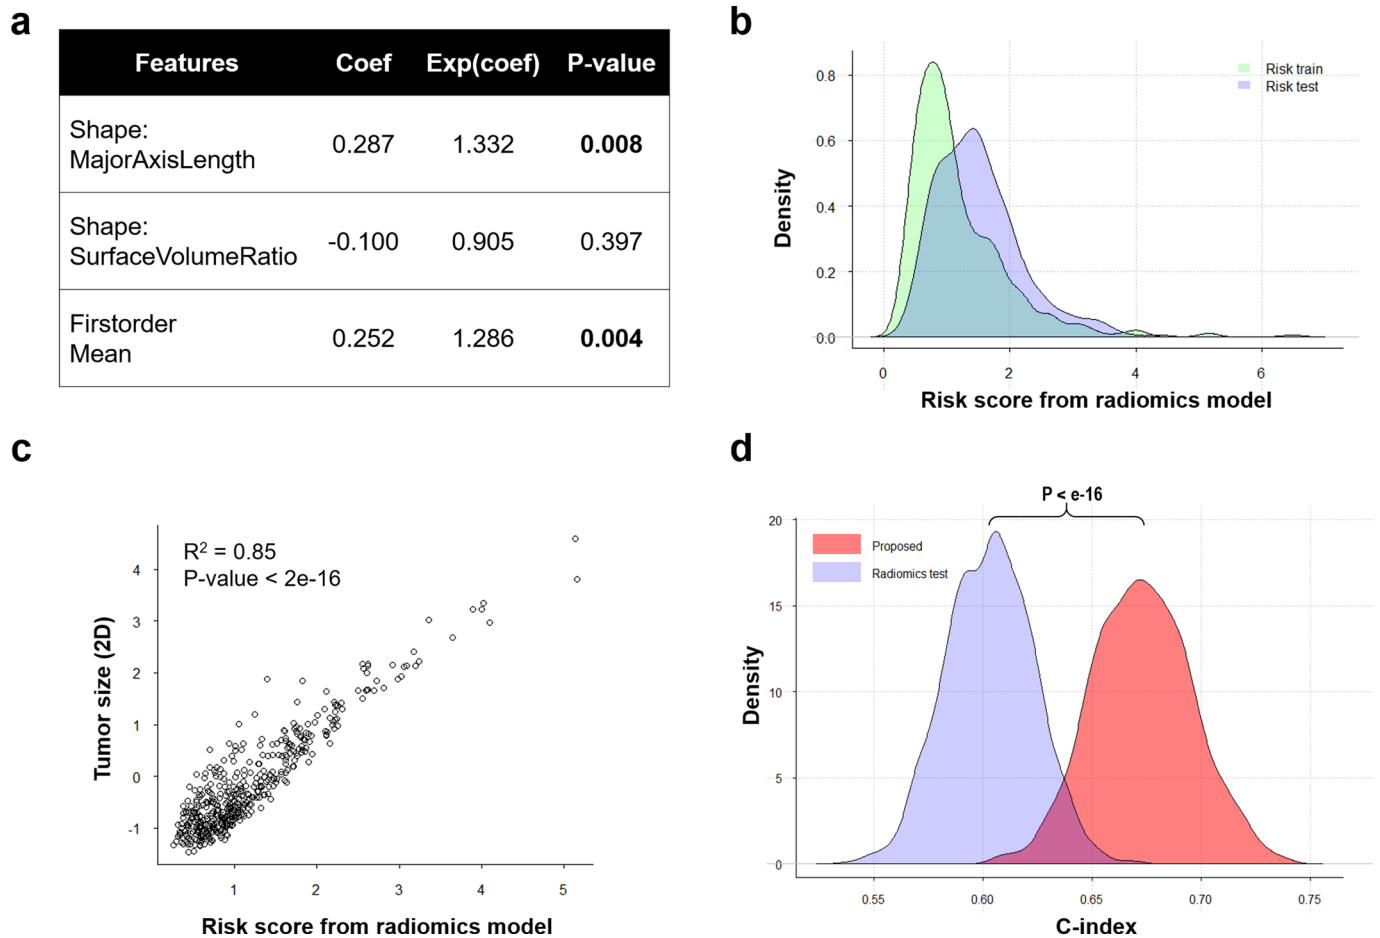 a
Features Coef Exp(coef) P-value
Shape:
MajorAxisLength 0.287 1.332 0.008
Shape:
SurfaceVolumeRatio -0.100 0.905 0.397
Firstorder
Mean 0.252 1.286 0.004
b
Risk train
Risk test
0.8
0.6
0.4
0.2
0.0
Density
0 2 4 6
Risk score from radiomics model
c
R² = 0.85
P-value < 2e-16
4
3
2
1
0
-1
Tumor size (2D)
1 2 3 4 5
Risk score from radiomics model
d
P < e-16
Proposed
Radiomics test
20
15
10
5
0
Density
0.55 0.60 0.65 0.70 0.75
C-index